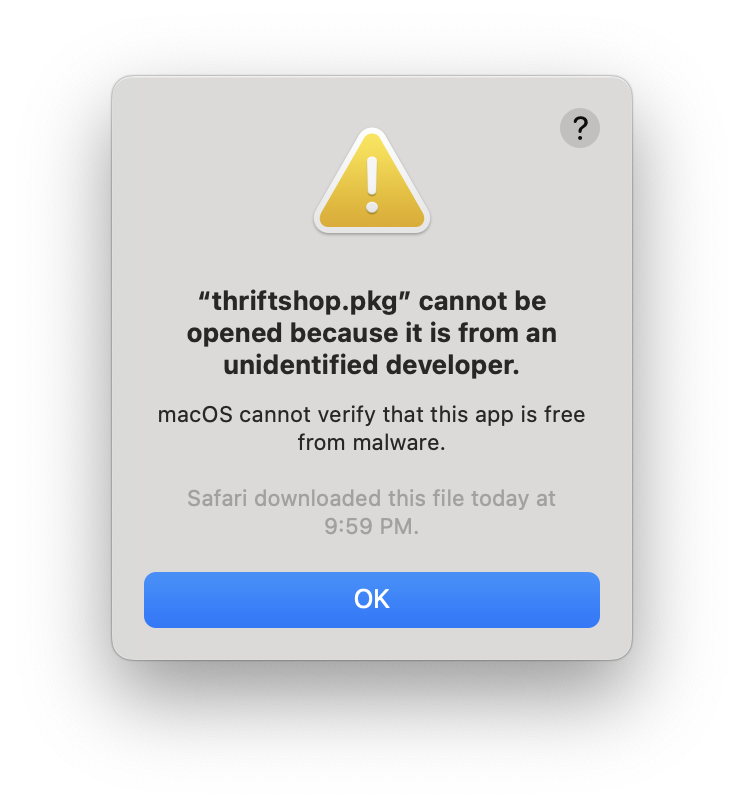 ?
“thriftshop.pkg” cannot be
opened because it is from an
unidentified developer.
macOS cannot verify that this app is free
from malware.
Safari downloaded this file today at
9:59 PM.
OK